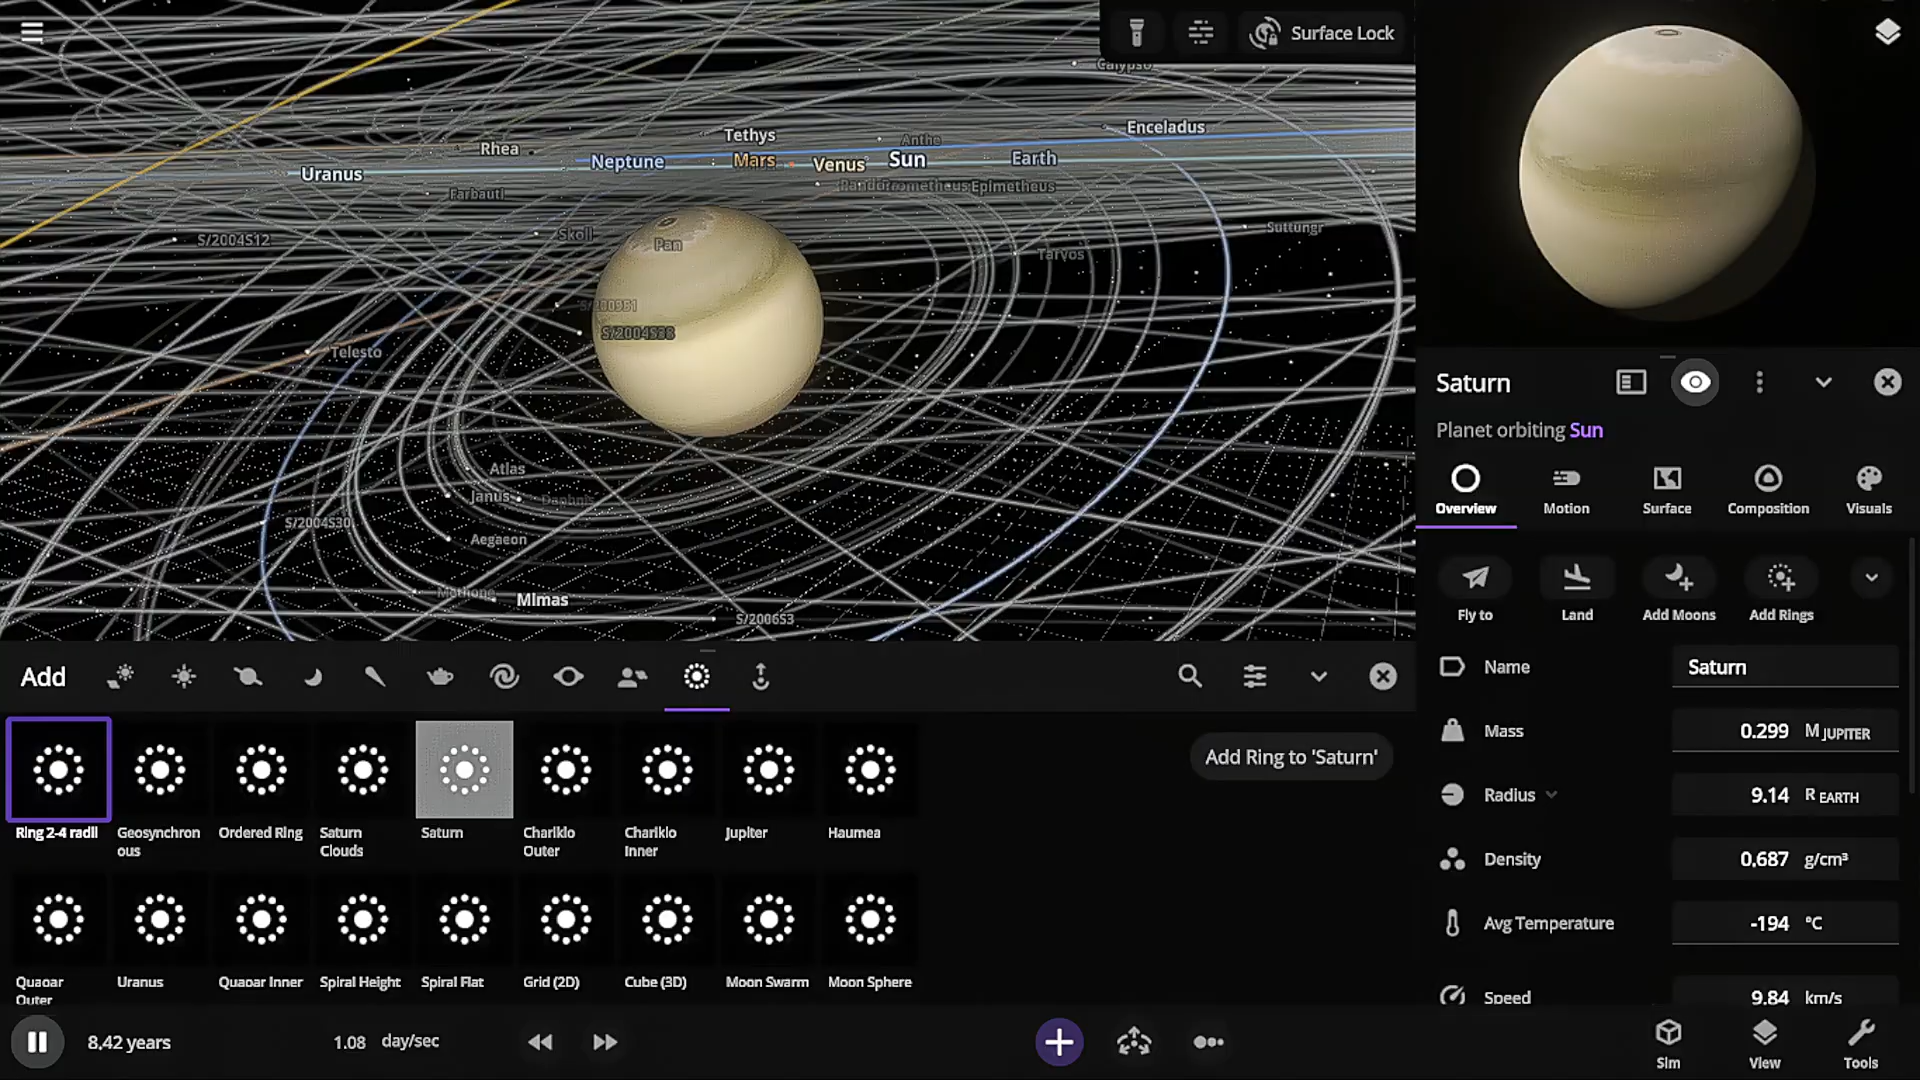 Surface Lock
Calypso
Tethys
Anthe
Enceladus
Rhea
Neptune
Mars
Venus
Sun
Earth
Uranus
Prometheus
Epimetheus
Farbauti
S/2004S12
Skoll
Pan
Suttungr
Tarvos
S/2004S38
Telesto
Atlas
Janus
Daphnis
S/2004S30
Aegaeon
Methone
MImas
S/2006S3
Saturn
Planet orbiting Sun
Overview
Motion
Surface
Composition
Visuals
Fly to
Land
Add Moons
Add Rings
Name
Saturn
Mass
0.299 M JUPITER
Radius
9.14 R EARTH
Density
0.687 g/cm³
Avg Temperature
-194 °C
Speed
9.84 km/s
Add
Add Ring to 'Saturn'
Ring 2-4 radii
Geosynchron
ous
Ordered Ring
Saturn
Clouds
Saturn
Chariklo
Outer
Chariklo
Inner
Jupiter
Haumea
Quaoar
Outer
Uranus
Quaoar Inner
Spiral Height
Spiral Flat
Grid (2D)
Cube (3D)
Moon Swarm
Moon Sphere
8.42 years
1.08 day/sec
Sim
View
Tools